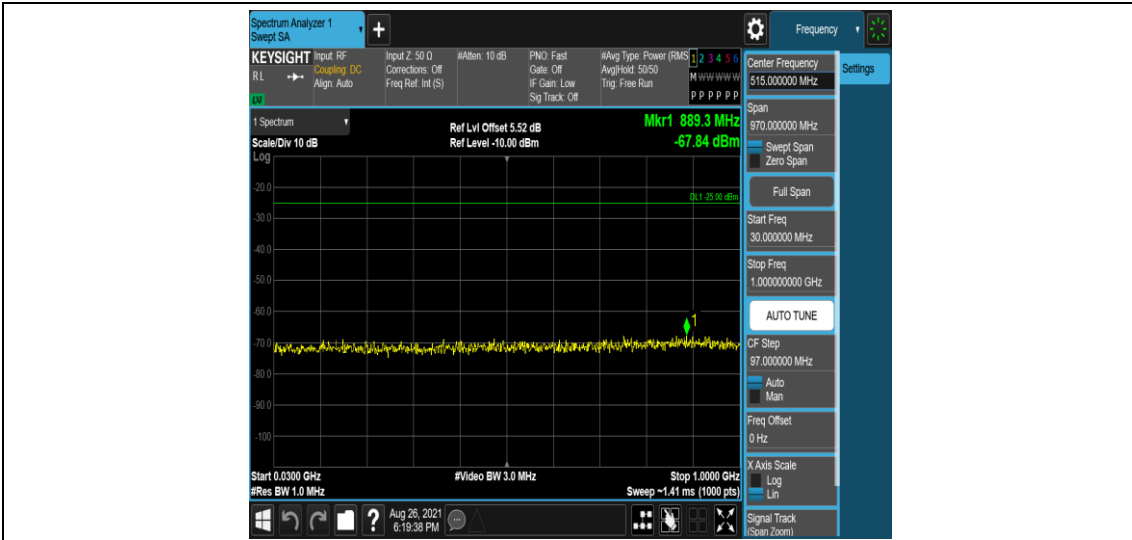 Spectrum Analyzer 1
Swept SA
+
Frequency
KEYSIGHT
RL
LXI
Input: RF
Coupling: DC
Align: Auto
Input Z: 50 Ω
Corrections: Off
Freq Ref: Int (S)
#Atten: 10 dB
PNO: Fast
Gate: Off
IF Gain: Low
Sig Track: Off
#Avg Type: Power (RMS
Avg|Hold: 50/50
Trig: Free Run
1 2 3 4 5 6
M W W W W W
P P P P P P
1 Spectrum
Scale/Div 10 dB
Log
Ref Lvl Offset 5.52 dB
Ref Level -10.00 dBm
Mkr1 889.3 MHz
-67.84 dBm
-20.0
DL1 -25.00 dBm
-30.0
-40.0
-50.0
-60.0
1
-70.0
-80.0
-90.0
-100
Start 0.0300 GHz
#Res BW 1.0 MHz
#Video BW 3.0 MHz
Stop 1.0000 GHz
Sweep ~1.41 ms (1000 pts)
?
Aug 26, 2021
6:19:38 PM
Center Frequency
515.000000 MHz
Settings
Span
970.000000 MHz
Swept Span
Zero Span
Full Span
Start Freq
30.000000 MHz
Stop Freq
1.000000000 GHz
AUTO TUNE
CF Step
97.000000 MHz
Auto
Man
Freq Offset
0 Hz
X Axis Scale
Log
Lin
Signal Track
(Span Zoom)